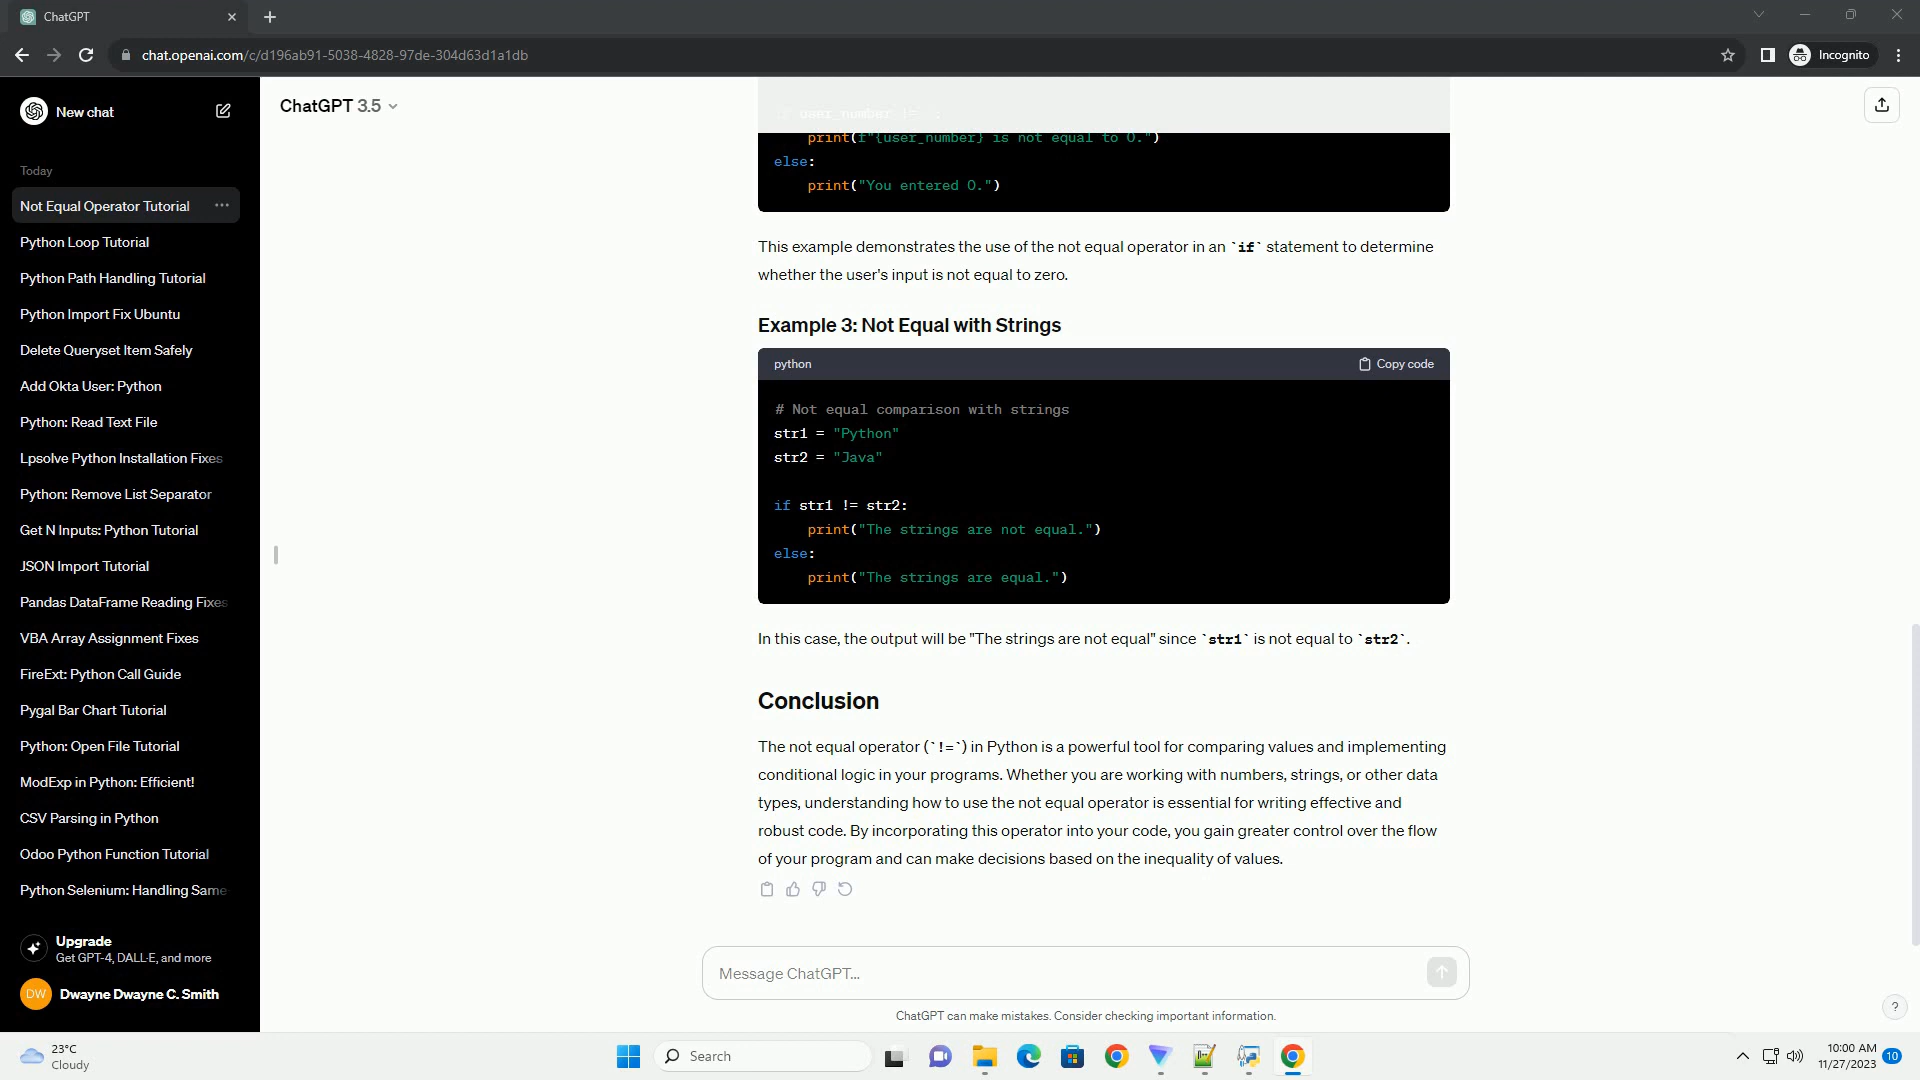 ChatGPT
chat.openai.com/c/d196ab91-5038-4828-97de-304d63d1a1db
Incognito
New chat
ChatGPT 3.5
Today
Not Equal Operator Tutorial
Python Loop Tutorial
Python Path Handling Tutorial
Python Import Fix Ubuntu
Delete Queryset Item Safely
Add Okta User: Python
Python: Read Text File
Lpsolve Python Installation Fixes
Python: Remove List Separator
Get N Inputs: Python Tutorial
JSON Import Tutorial
Pandas DataFrame Reading Fixes
VBA Array Assignment Fixes
FireExt: Python Call Guide
Pygal Bar Chart Tutorial
Python: Open File Tutorial
ModExp in Python: Efficient!
CSV Parsing in Python
Odoo Python Function Tutorial
Python Selenium: Handling Same-
Upgrade
Get GPT-4, DALL·E, and more
DW
Dwayne Dwayne C. Smith
user_number !=
print(f"{user_number} is not equal to 0.")
else:
print("You entered 0.")
This example demonstrates the use of the not equal operator in an `if` statement to determine
whether the user's input is not equal to zero.
Example 3: Not Equal with Strings
python
Copy code
# Not equal comparison with strings
str1 = "Python"
str2 = "Java"
if str1 != str2:
print("The strings are not equal.")
else:
print("The strings are equal.")
In this case, the output will be "The strings are not equal" since `str1` is not equal to `str2`.
Conclusion
The not equal operator (`!=`) in Python is a powerful tool for comparing values and implementing
conditional logic in your programs. Whether you are working with numbers, strings, or other data
types, understanding how to use the not equal operator is essential for writing effective and
robust code. By incorporating this operator into your code, you gain greater control over the flow
of your program and can make decisions based on the inequality of values.
Message ChatGPT...
ChatGPT can make mistakes. Consider checking important information.
?
23°C
Cloudy
Search
10:00 AM
11/27/2023
10